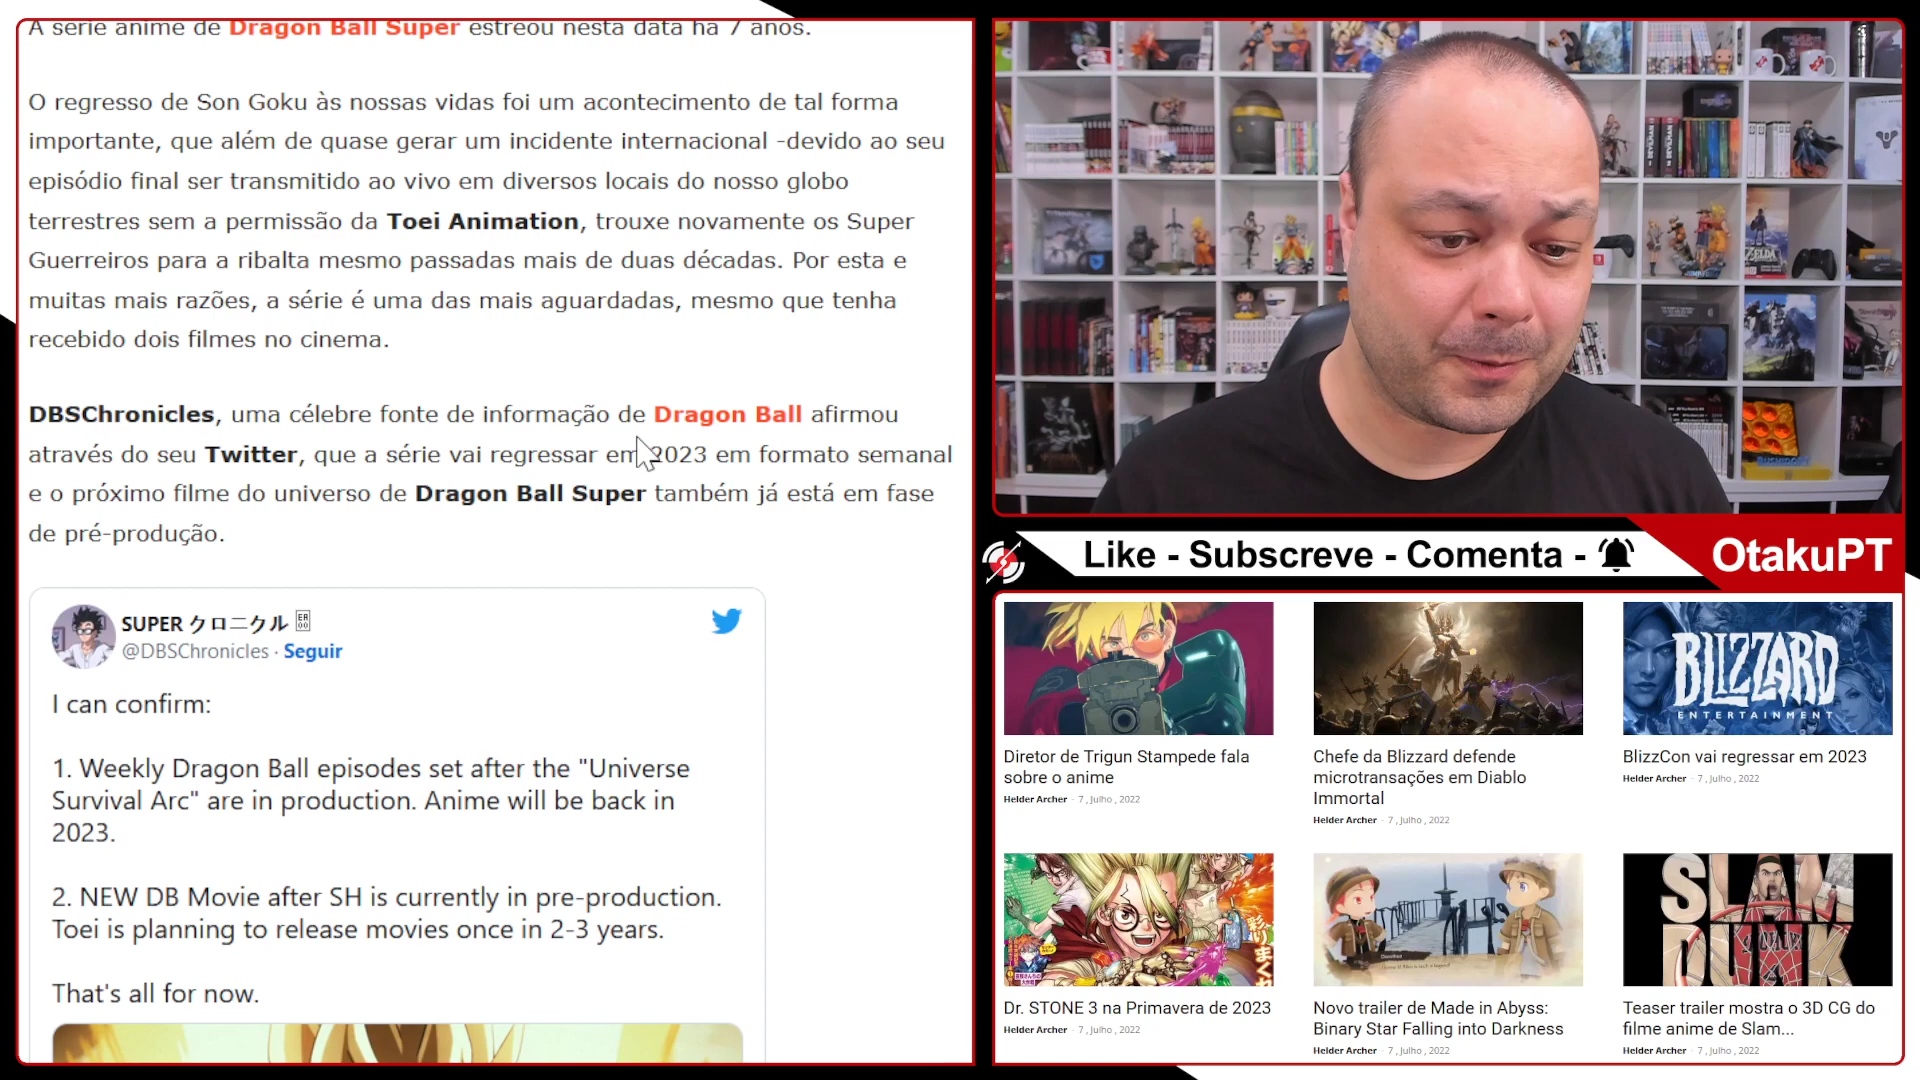 A série anime de Dragon Ball Super estreou nesta data há 7 anos.
O regresso de Son Goku às nossas vidas foi um acontecimento de tal forma
importante, que além de quase gerar um incidente internacional -devido ao seu
episódio final ser transmitido ao vivo em diversos locais do nosso globo
terrestres sem a permissão da Toei Animation, trouxe novamente os Super
Guerreiros para a ribalta mesmo passadas mais de duas décadas. Por esta e
muitas mais razões, a série é uma das mais aguardadas, mesmo que tenha
recebido dois filmes no cinema.
DBSChronicles, uma célebre fonte de informação de Dragon Ball afirmou
através do seu Twitter, que a série vai regressar em 2023 em formato semanal
e o próximo filme do universo de Dragon Ball Super também já está em fase
de pré-produção.
SUPER クロニクル
@DBSChronicles · Seguir
I can confirm:
1. Weekly Dragon Ball episodes set after the "Universe
Survival Arc" are in production. Anime will be back in
2023.
2. NEW DB Movie after SH is currently in pre-production.
Toei is planning to release movies once in 2-3 years.
That's all for now.
ZELDA
Like - Subscreve - Comenta -
OtakuPT
BLIZZARD
ENTERTAINMENT
Diretor de Trigun Stampede fala
sobre o anime
Helder Archer - 7 , Julho , 2022
Chefe da Blizzard defende
microtransações em Diablo
Immortal
Helder Archer - 7 , Julho , 2022
BlizzCon vai regressar em 2023
Helder Archer - 7 , Julho , 2022
SLAM
DUNK
Dr. STONE 3 na Primavera de 2023
Helder Archer - 7 , Julho , 2022
Novo trailer de Made in Abyss:
Binary Star Falling into Darkness
Helder Archer - 7 , Julho , 2022
Teaser trailer mostra o 3D CG do
filme anime de Slam...
Helder Archer - 7 , Julho , 2022